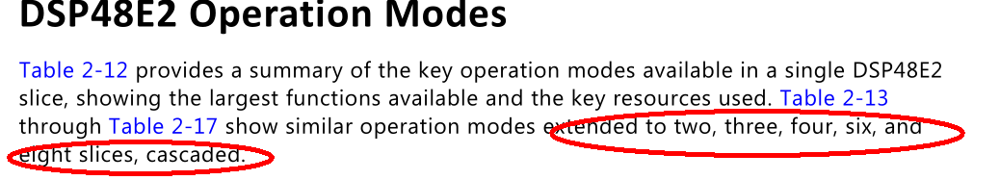 DSP48E2 Operation Modes
Table 2-12 provides a summary of the key operation modes available in a single DSP48E2
slice, showing the largest functions available and the key resources used. Table 2-13
through Table 2-17 show similar operation modes extended to two, three, four, six, and
eight slices, cascaded.